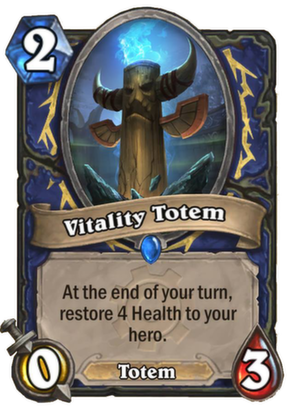 2
Vitality Totem
At the end of your turn,
restore 4 Health to your
hero.
0
Totem
3